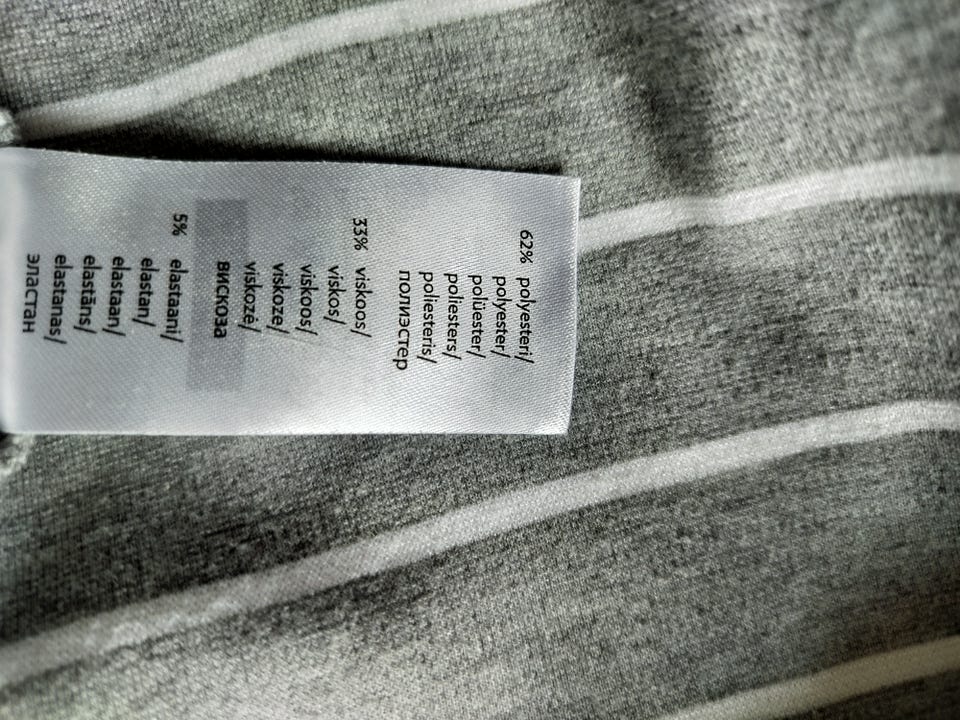 62% polyesteri/
polyester/
polüester/
poliesters/
poliesteris/
полиэстер
33% viskoos/
viskos/
viskoos/
viskoze/
viskozė/
вискоза
5% elastaani/
elastan/
elastaan/
elastāns/
elastanas/
эластан